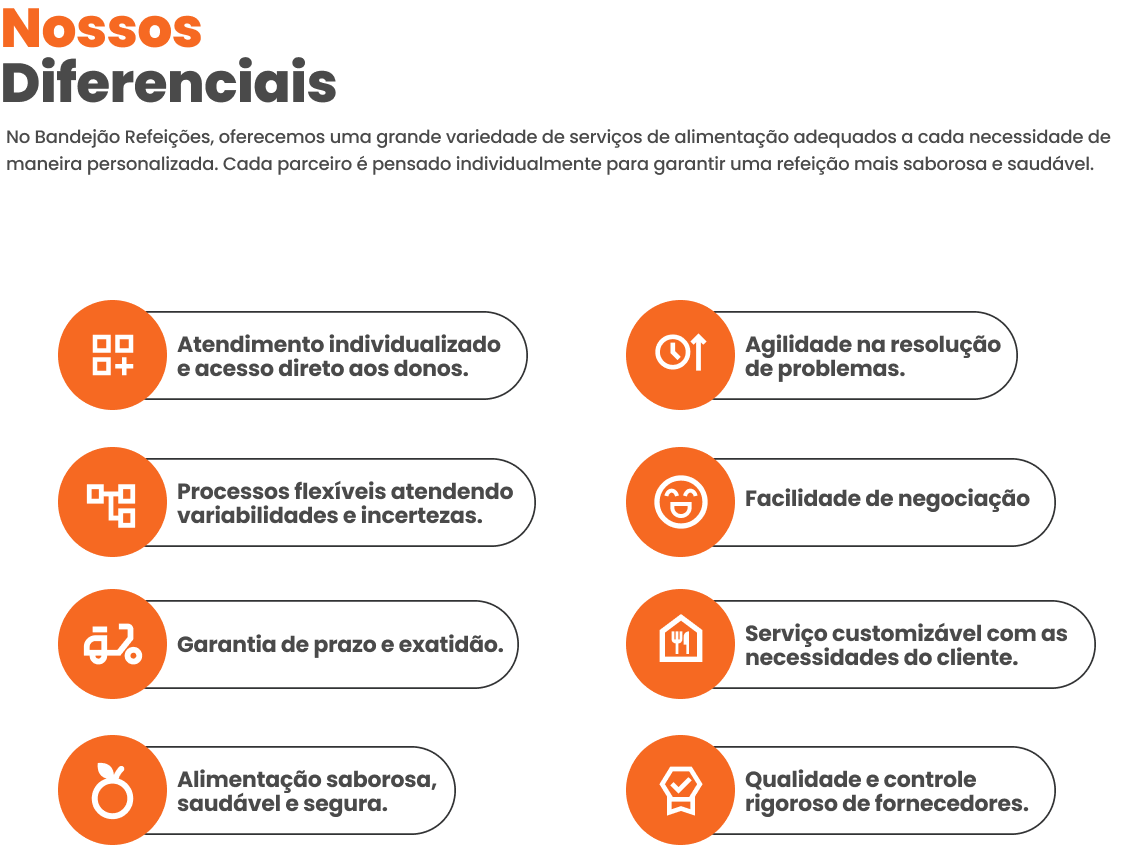 Nossos
Diferenciais
No Bandejão Refeições, oferecemos uma grande variedade de serviços de alimentação adequados a cada necessidade de
maneira personalizada. Cada parceiro é pensado individualmente para garantir uma refeição mais saborosa e saudável.
Atendimento individualizado
e acesso direto aos donos.
Agilidade na resolução
de problemas.
Processos flexíveis atendendo
variabilidades e incertezas.
Facilidade de negociação
Garantia de prazo e exatidão.
Serviço customizável com as
necessidades do cliente.
Alimentação saborosa,
saudável e segura.
Qualidade e controle
rigoroso de fornecedores.